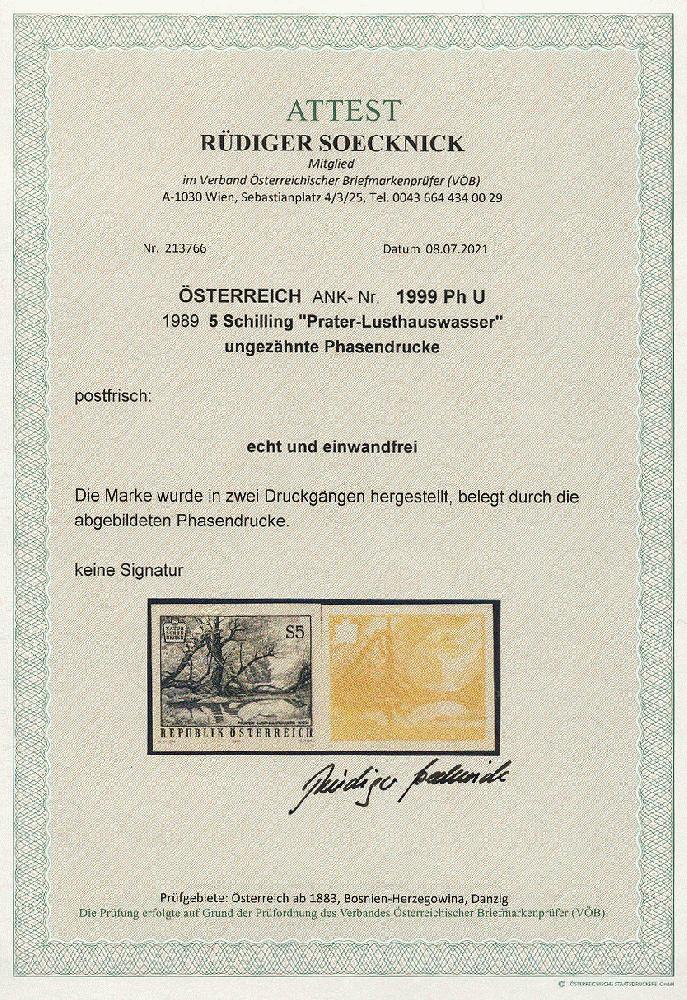 ATTEST
RÜDIGER SOECKNICK
Mitglied
im Verband Österreichischer Briefmarkenprüfer (VÖB)
A-1030 Wien, Sebastianplatz 4/3/25, Tel. 0043 664 434 00 29
Nr. 213766 Datum 08.07.2021
ÖSTERREICH ANK- Nr. 1999 Ph U
1989 5 Schilling "Prater-Lusthauswasser"
ungezähnte Phasendrucke
postfrisch:
echt und einwandfrei
Die Marke wurde in zwei Druckgängen hergestellt, belegt durch die
abgebildeten Phasendrucke.
keine Signatur
S5
REPUBLIK ÖSTERREICH
Prüfgebiete: Österreich ab 1883, Bosnien-Herzegowina, Danzig
Die Prüfung erfolgte auf Grund der Prüfordnung des Verbandes Österreichischer Briefmarkenprüfer (VÖB)
© ÖSTERREICHISCHE STAATSDRUCKEREI GmbH